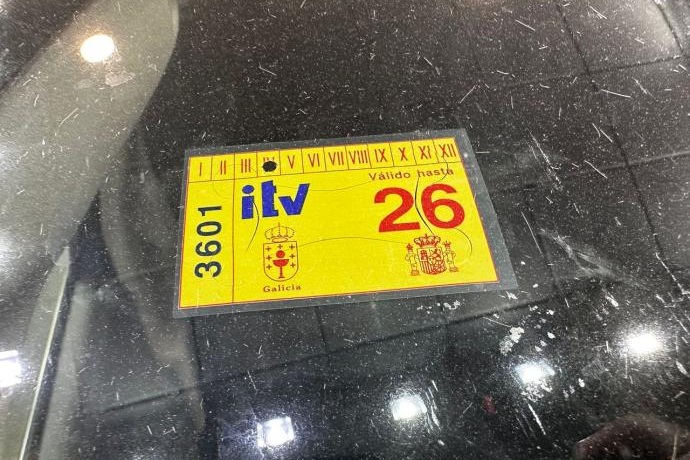 I II III IV V VI VII VIII IX X XI XII
Válido hasta
itv 26
3601
Galicia